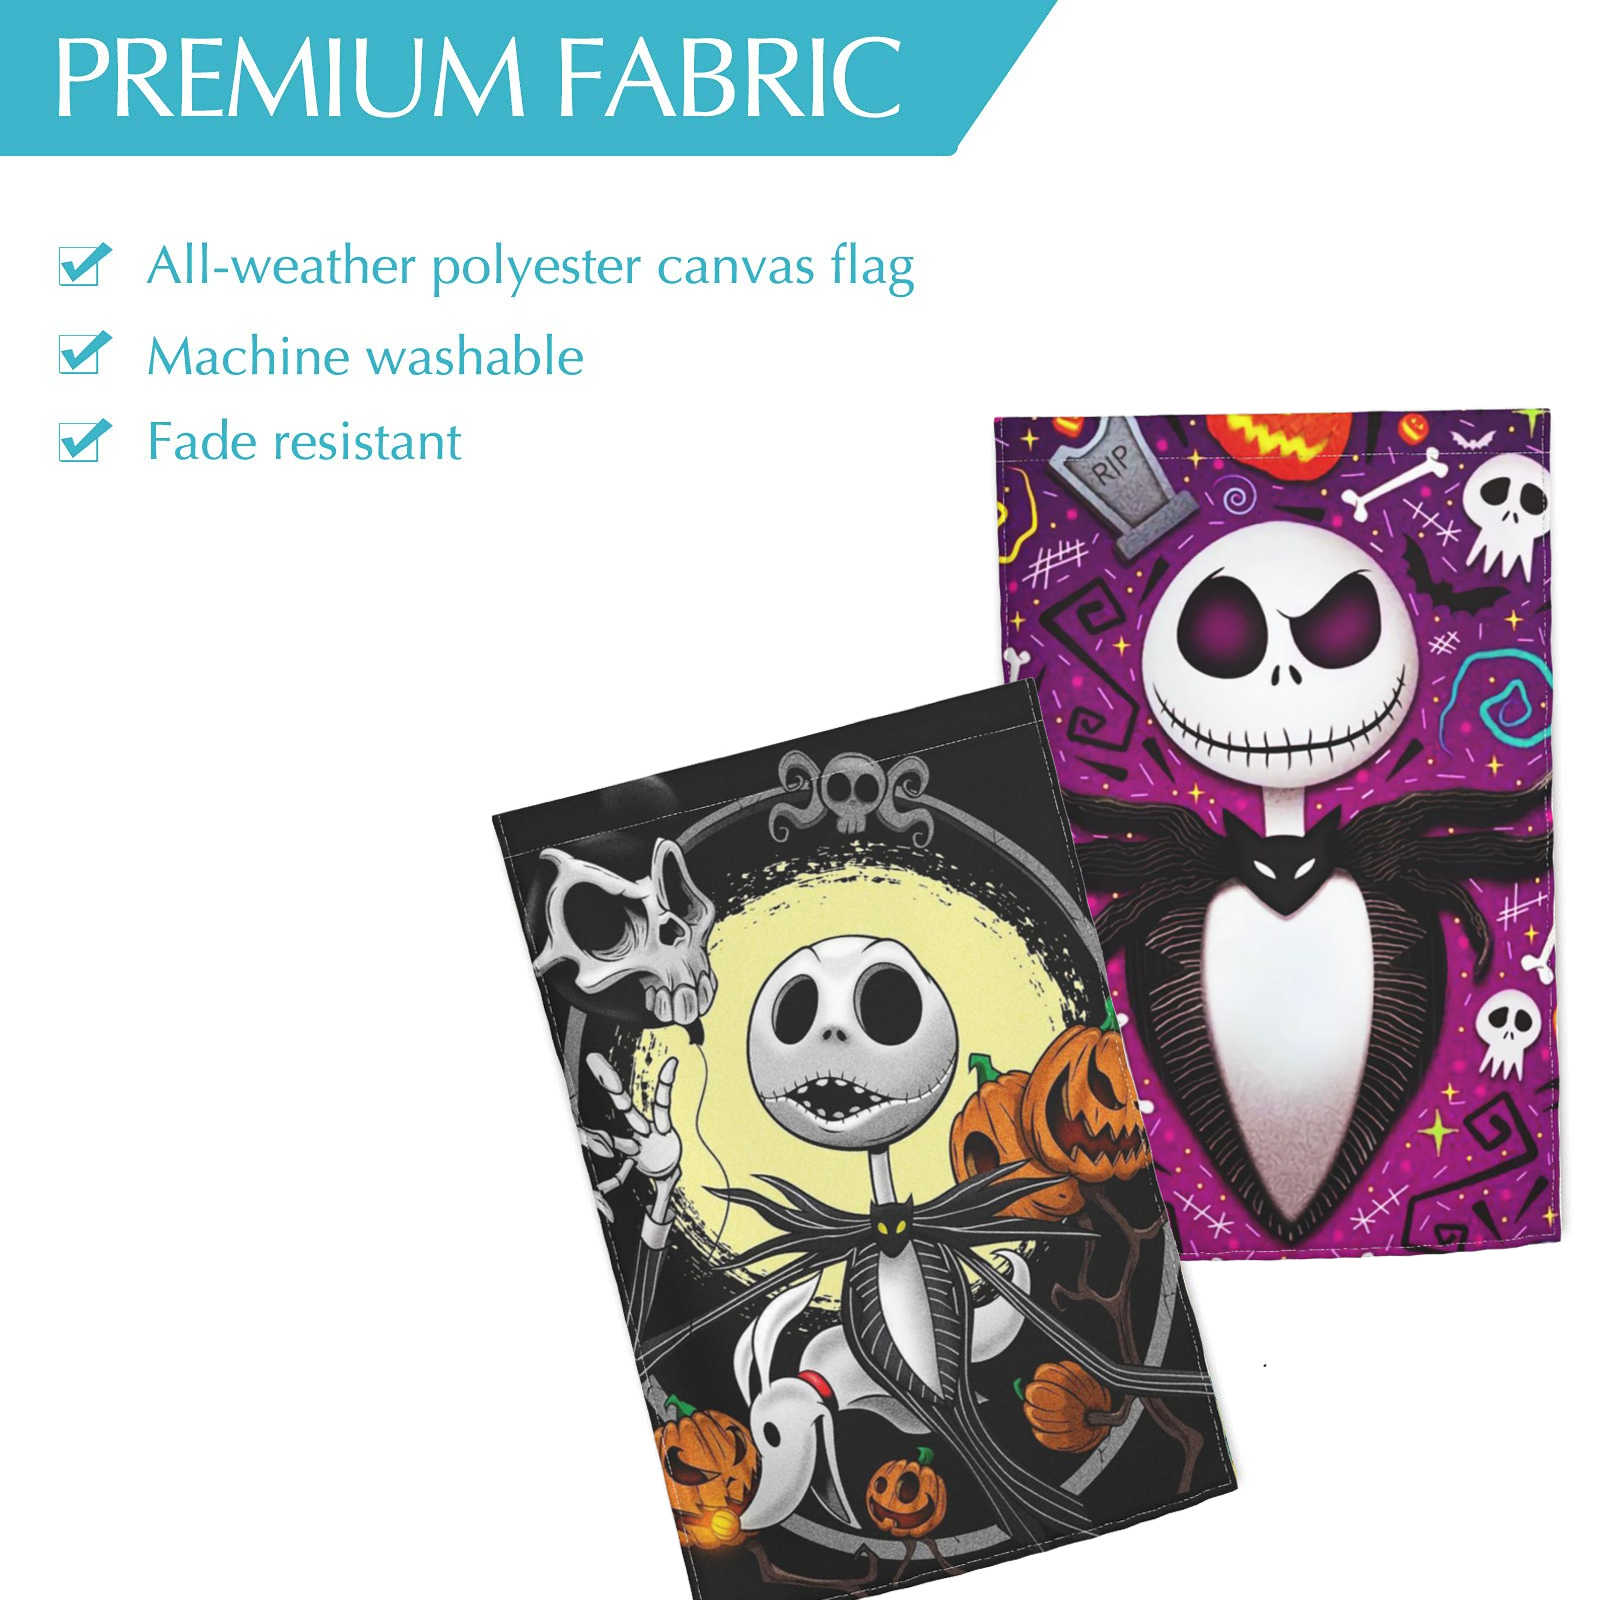 PREMIUM FABRIC
All-weather polyester canvas flag
Machine washable
Fade resistant
RIP